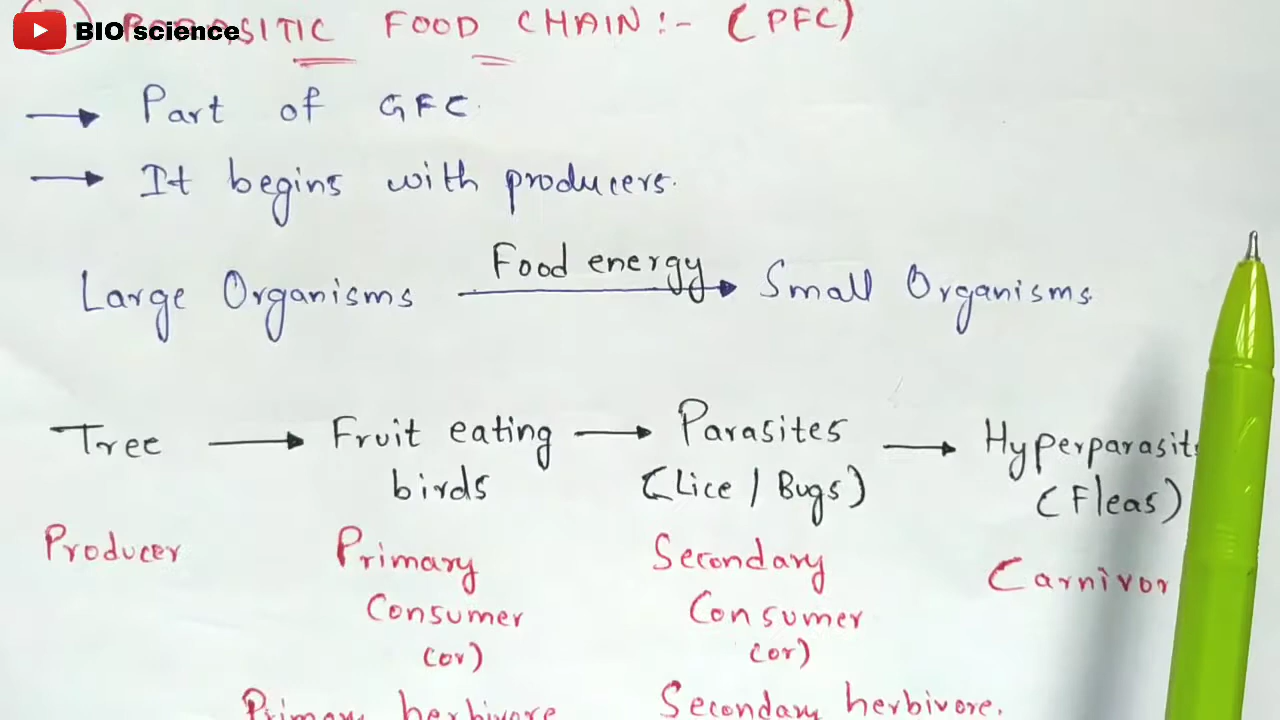 BIO science
PARASITIC FOOD CHAIN :- (PFC)
→ Part of GFC.
→ It begins with producers.
Food energy
Large Organisms → Small Organisms.
Tree → Fruit eating → Parasites → Hyperparasit
birds (Lice / Bugs) (Fleas)
Producer Primary Secondary Carnivor
Consumer Consumer
(or) (or)
Primary herbivore Secondary herbivore.